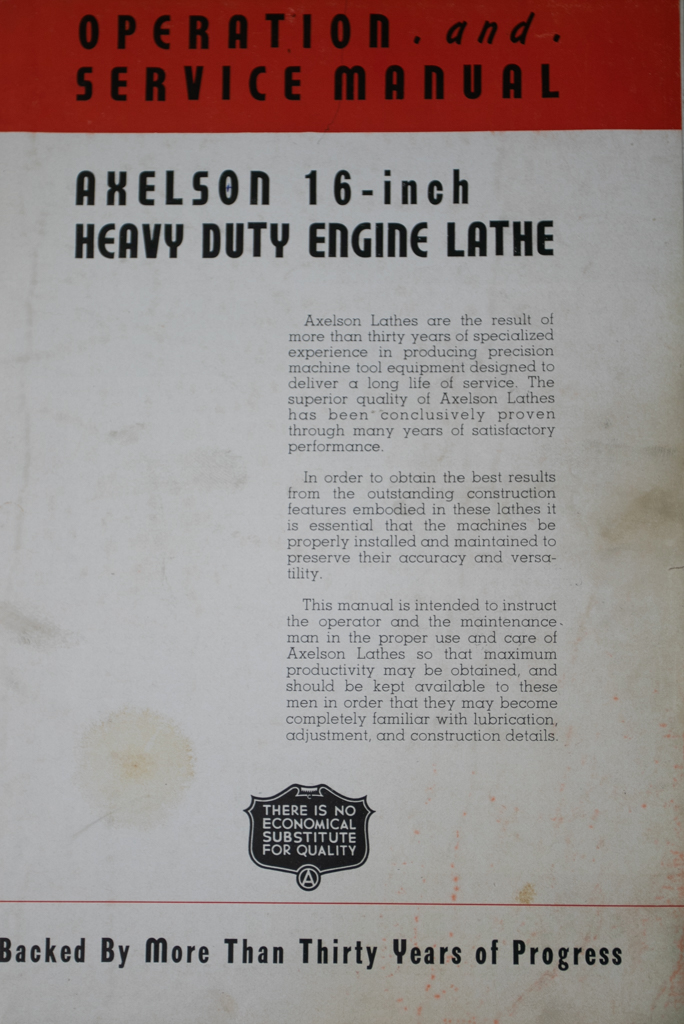 OPERATION . and .
SERVICE MANUAL
AXELSON 16-inch
HEAVY DUTY ENGINE LATHE
Axelson Lathes are the result of
more than thirty years of specialized
experience in producing precision
machine tool equipment designed to
deliver a long life of service. The
superior quality of Axelson Lathes
has been conclusively proven
through many years of satisfactory
performance.
In order to obtain the best results
from the outstanding construction
features embodied in these lathes it
is essential that the machines be
properly installed and maintained to
preserve their accuracy and versa-
tility.
This manual is intended to instruct
the operator and the maintenance
man in the proper use and care of
Axelson Lathes so that maximum
productivity may be obtained, and
should be kept available to these
men in order that they may become
completely familiar with lubrication,
adjustment, and construction details.
THERE IS NO
ECONOMICAL
SUBSTITUTE
FOR QUALITY
A
Backed By More Than Thirty Years of Progress